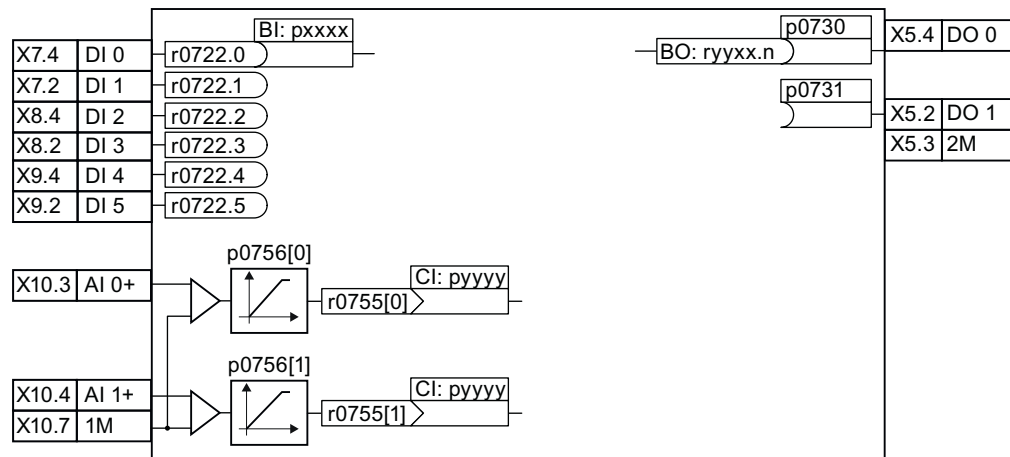 BI: pxxxx
p0730
X7.4 DI 0 r0722.0
BO: ryyxx.n
X5.4 DO 0
X7.2 DI 1 r0722.1
p0731
X8.4 DI 2 r0722.2
X5.2 DO 1
X8.2 DI 3 r0722.3
X5.3 2M
X9.4 DI 4 r0722.4
X9.2 DI 5 r0722.5
p0756[0]
X10.3 AI 0+
CI: pyyyy
r0755[0]
p0756[1]
X10.4 AI 1+
CI: pyyyy
r0755[1]
X10.7 1M